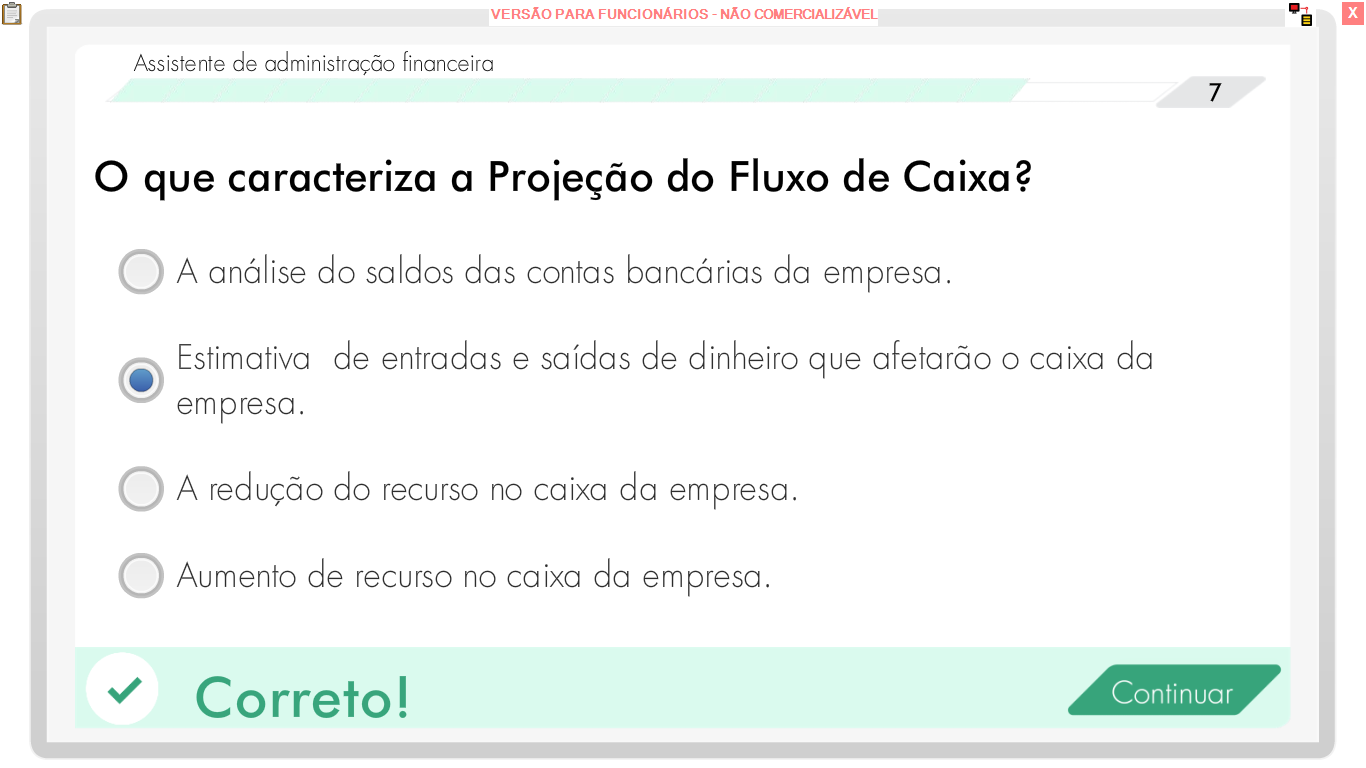 VERSÃO PARA FUNCIONÁRIOS - NÃO COMERCIALIZÁVEL
X
Assistente de administração financeira
7
O que caracteriza a Projeção do Fluxo de Caixa?
A análise do saldos das contas bancárias da empresa.
Estimativa  de entradas e saídas de dinheiro que afetarão o caixa da
empresa.
A redução do recurso no caixa da empresa.
Aumento de recurso no caixa da empresa.
Correto!
Continuar